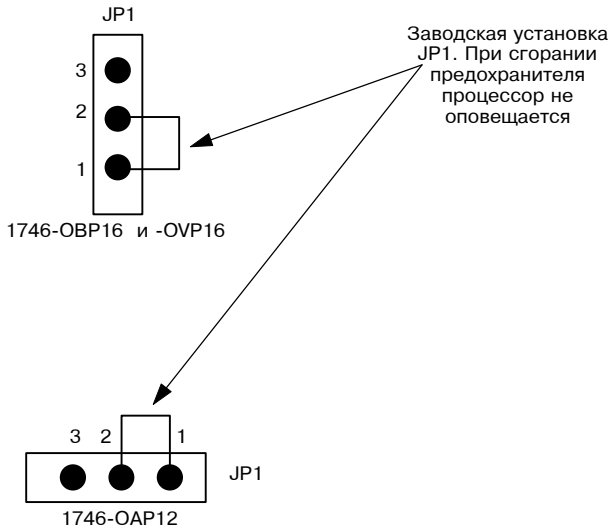 JP1
Заводская установка
JP1. При сгорании
предохранителя
процессор не
оповещается
3
2
1
1746-OBP16 и -OVP16
3 2 1
JP1
1746-OAP12